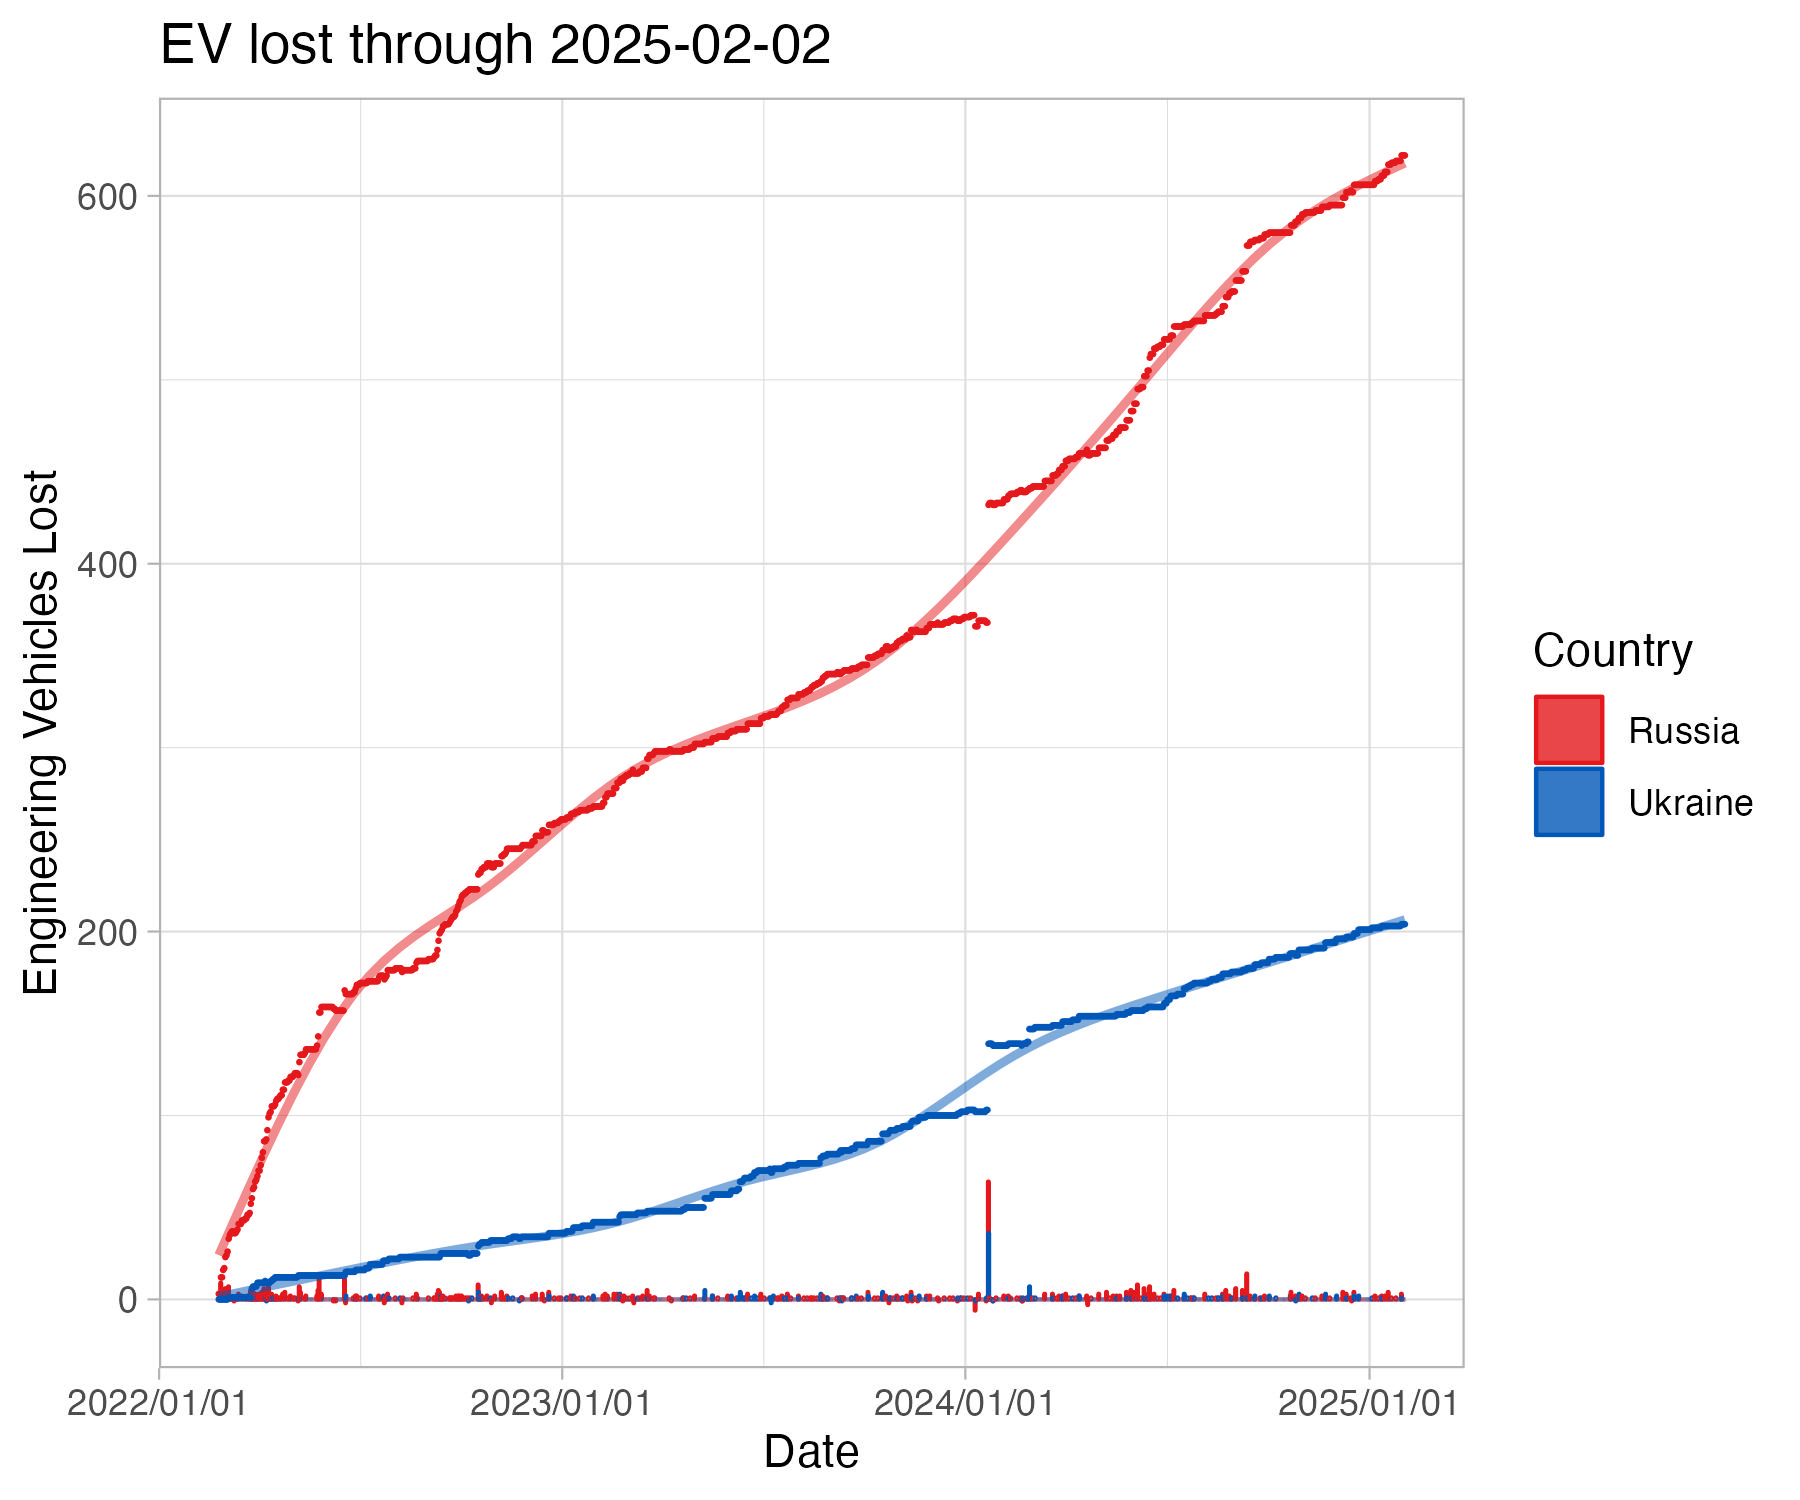 EV lost through 2025-02-02
Engineering Vehicles Lost
600
400
200
0
2022/01/01
2023/01/01
2024/01/01
2025/01/01
Date
Country
Russia
Ukraine